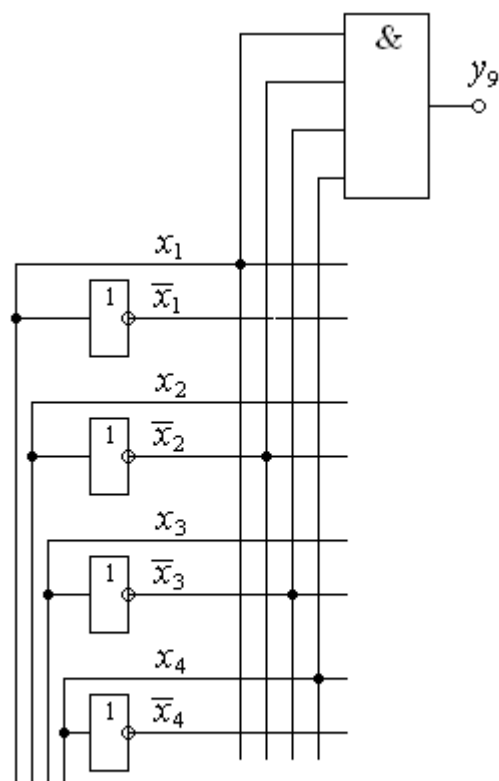 &
y₉
x₁
1
x̅₁
x₂
1
x̅₂
x₃
1
x̅₃
x₄
1
x̅₄